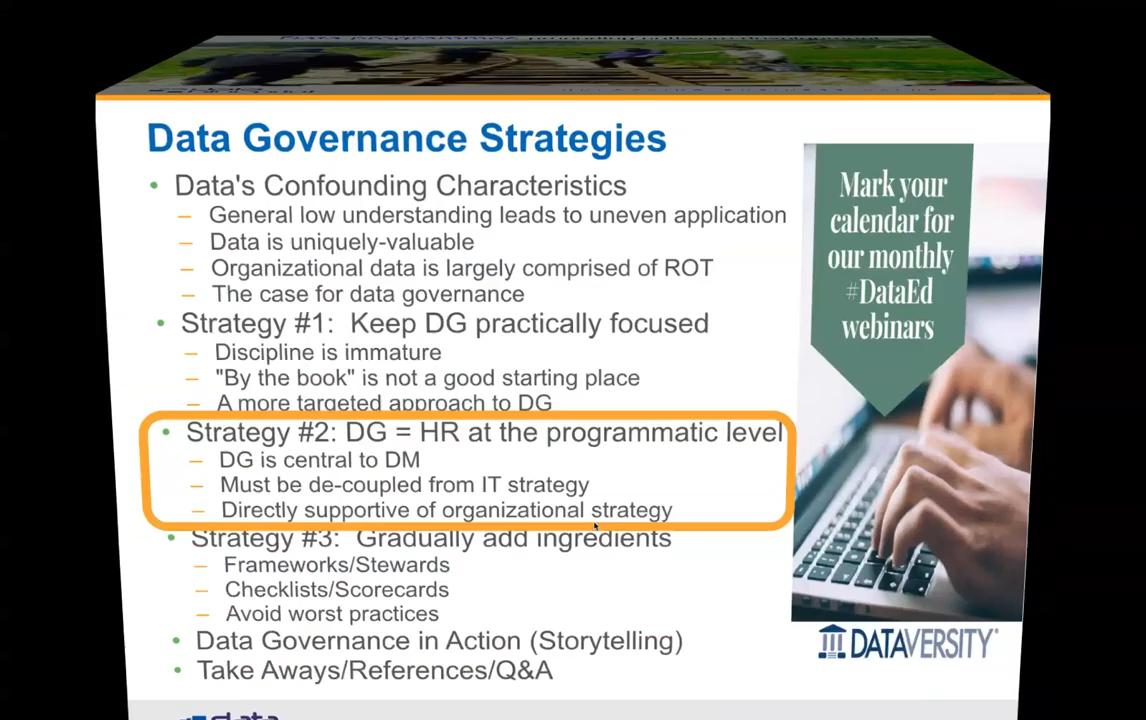 Data Governance Strategies
• Data's Confounding Characteristics
– General low understanding leads to uneven application
– Data is uniquely-valuable
– Organizational data is largely comprised of ROT
– The case for data governance
• Strategy #1: Keep DG practically focused
– Discipline is immature
– "By the book" is not a good starting place
– A more targeted approach to DG
• Strategy #2: DG = HR at the programmatic level
– DG is central to DM
– Must be de-coupled from IT strategy
– Directly supportive of organizational strategy
• Strategy #3: Gradually add ingredients
– Frameworks/Stewards
– Checklists/Scorecards
– Avoid worst practices
• Data Governance in Action (Storytelling)
• Take Aways/References/Q&A
Mark your
calendar for
our monthly
#DataEd
webinars
DATAVERSITY
data